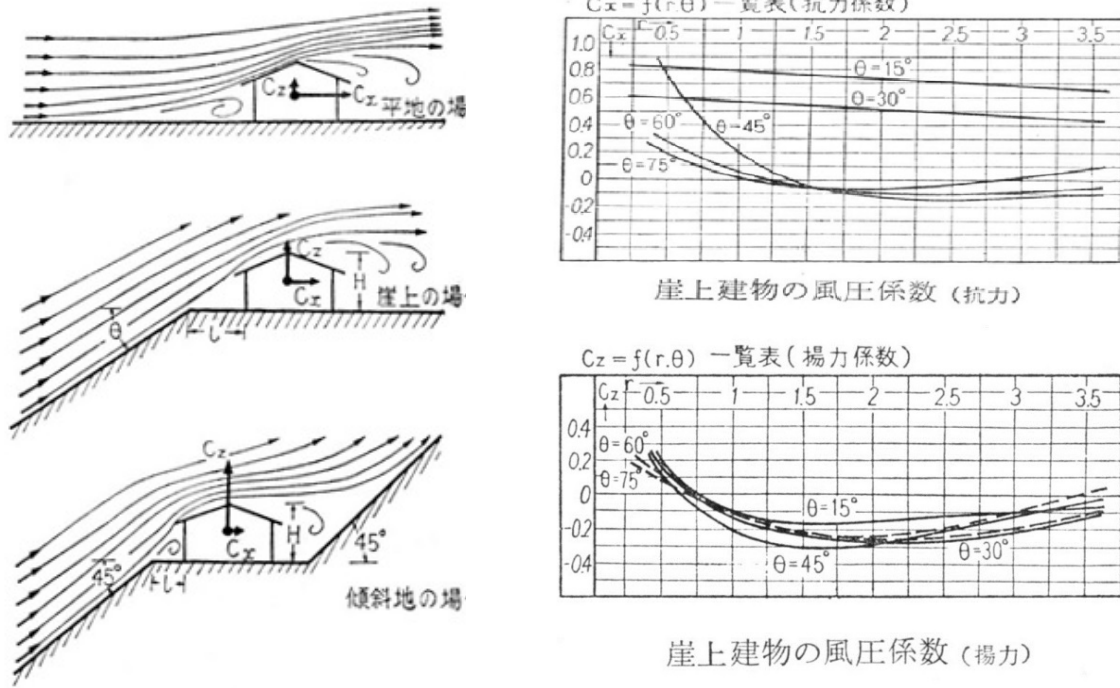 Cz
Cx
平地の場
Cz
H
Cx
崖上の場
θ
l
Cz
H
45°
Cx
45°
l
傾斜地の場
Cx=f(r.θ) 一覧表(抗力係数)
Cx r 0.5 1 1.5 2 2.5 3 3.5
1.0
0.8
θ=15°
0.6
θ=30°
0.4
θ=60°
θ=45°
0.2
θ=75°
0
-0.2
-0.4
崖上建物の風圧係数(抗力)
Cz=f(r.θ) 一覧表(揚力係数)
Cz r 0.5 1 1.5 2 2.5 3 3.5
0.4
θ=60°
0.2
θ=75°
0
θ=15°
-0.2
θ=45°
θ=30°
-0.4
崖上建物の風圧係数(揚力)